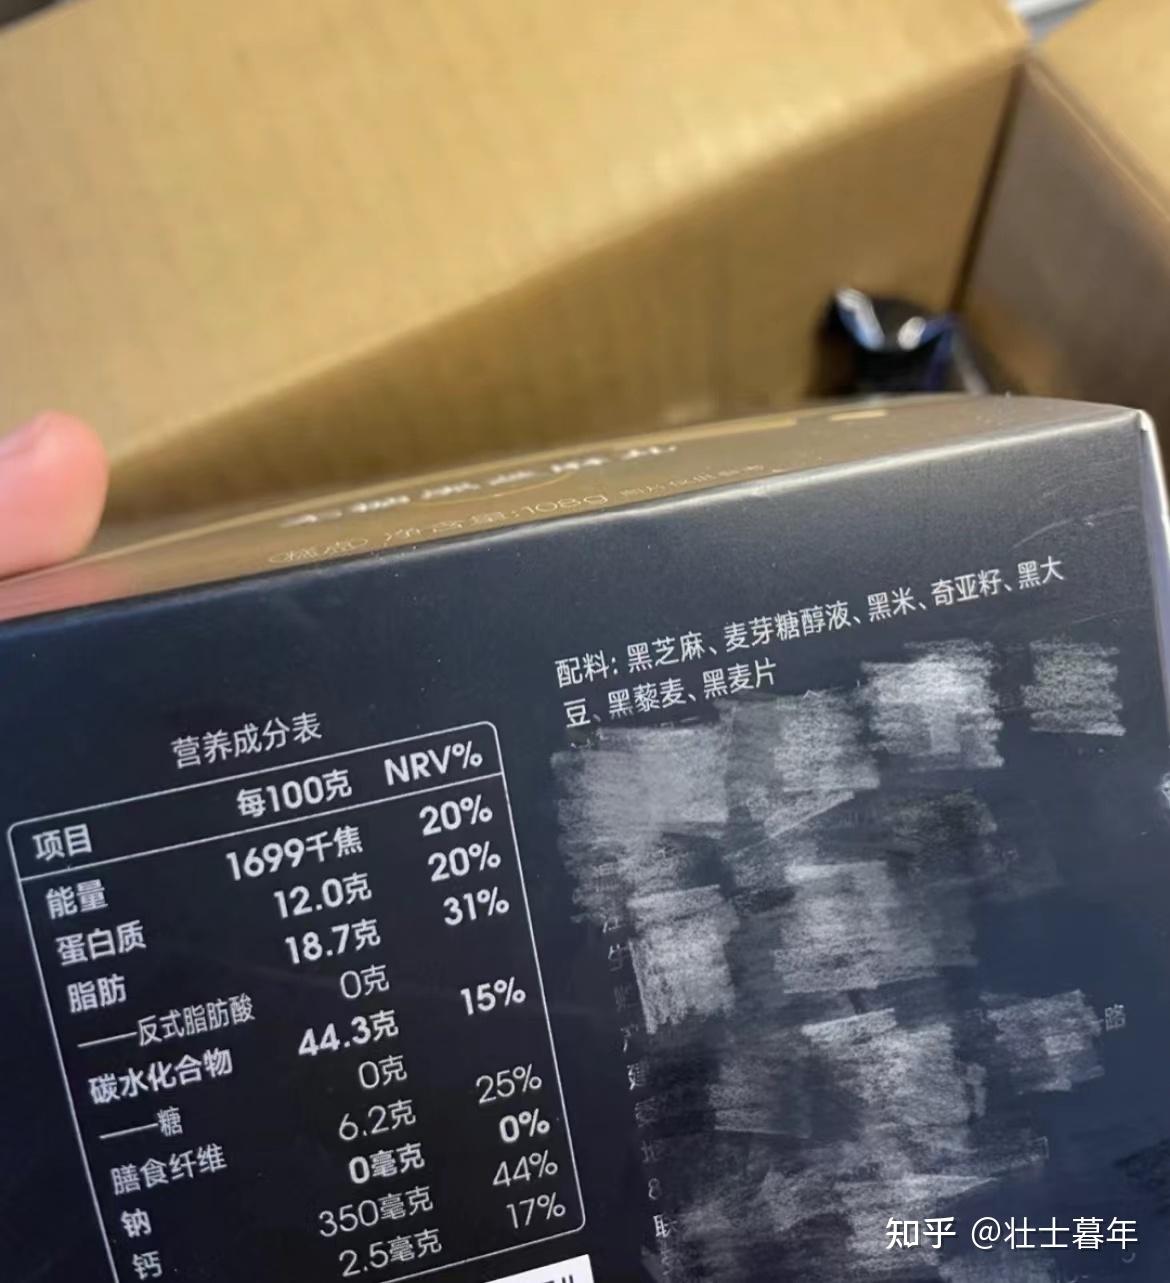 净含量:108g
配料: 黑芝麻、麦芽糖醇液、黑米、奇亚籽、黑大
豆、黑藜麦、黑麦片
营养成分表
项目 每100克 NRV%
能量 1699千焦 20%
蛋白质 12.0克 20%
脂肪 18.7克 31%
——反式脂肪酸 0克
碳水化合物 44.3克 15%
——糖 0克
膳食纤维 6.2克 25%
钠 0毫克 0%
钙 350毫克 44%
2.5毫克 17%
路
知乎 @壮士暮年